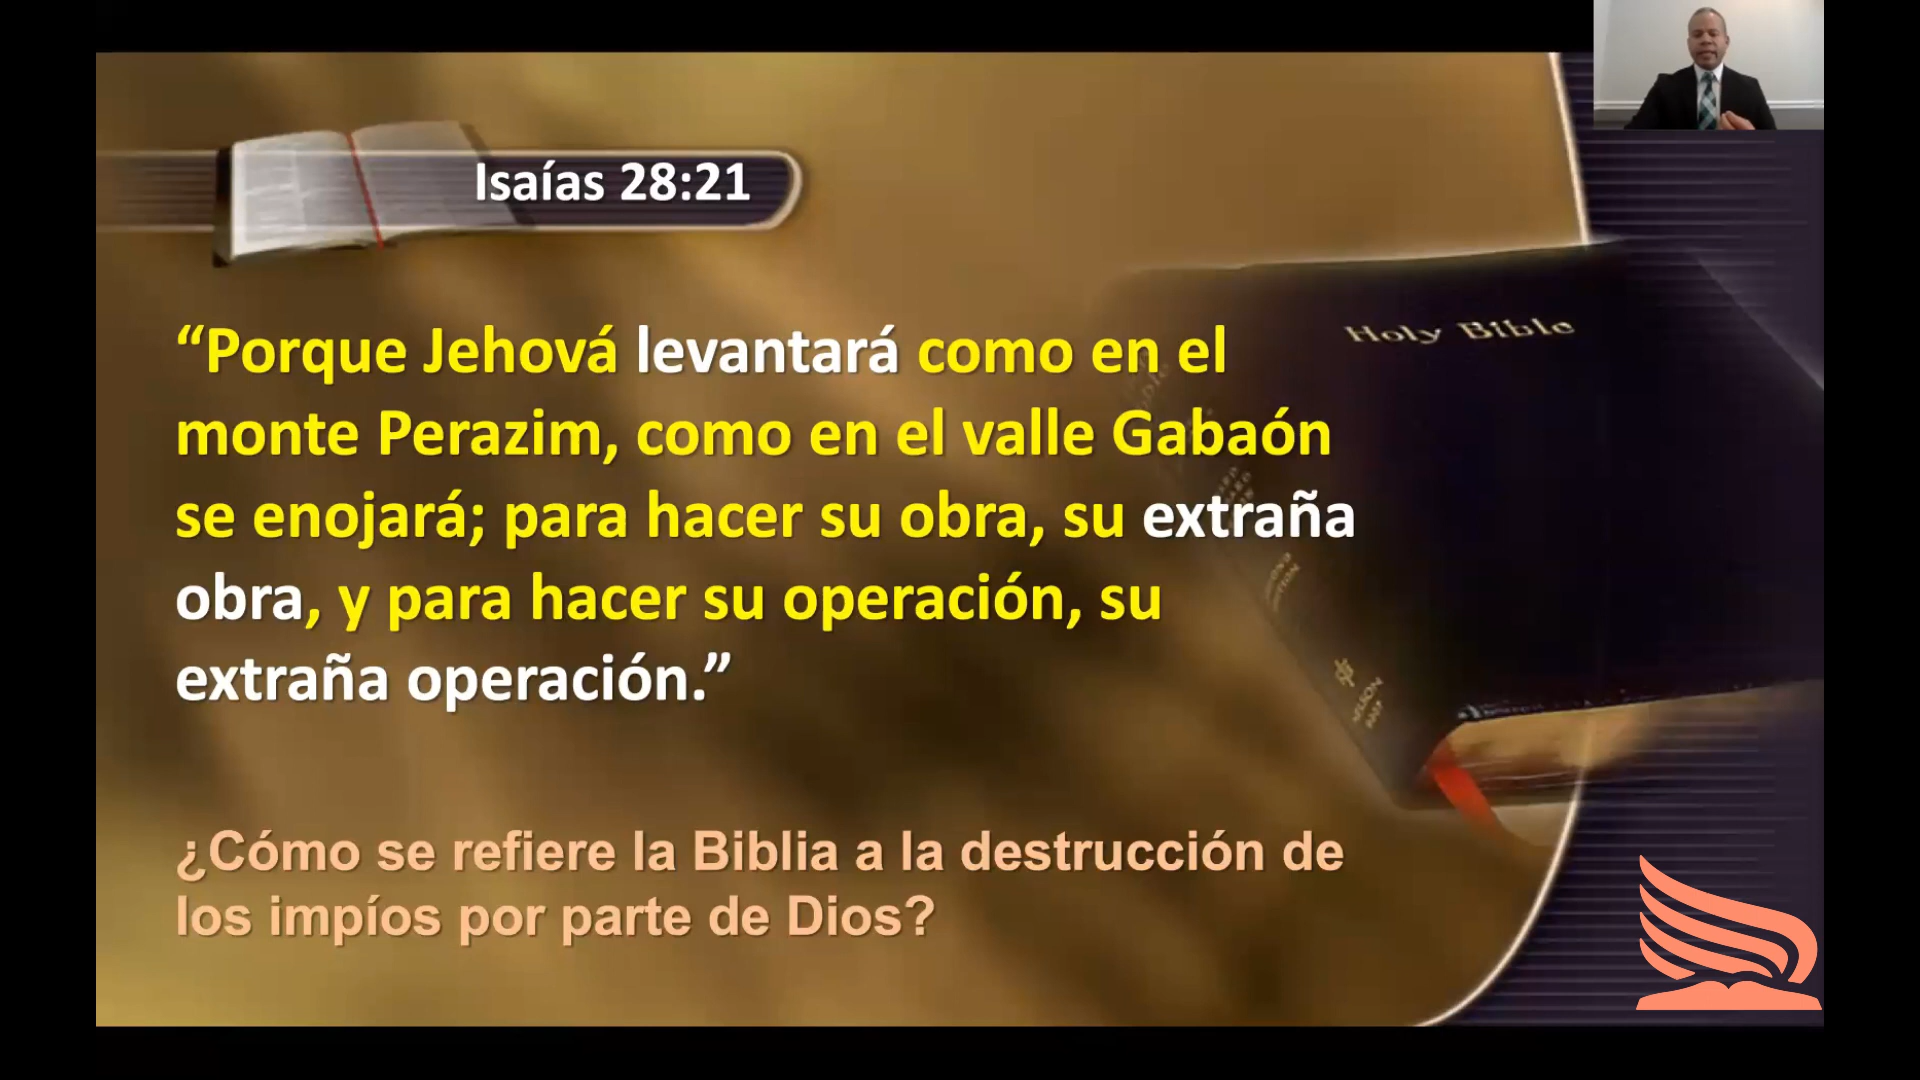 Isaías 28:21
“Porque Jehová levantará como en el
monte Perazim, como en el valle Gabaón
se enojará; para hacer su obra, su extraña
obra, y para hacer su operación, su
extraña operación.”
¿Cómo se refiere la Biblia a la destrucción de
los impíos por parte de Dios?
Holy Bible